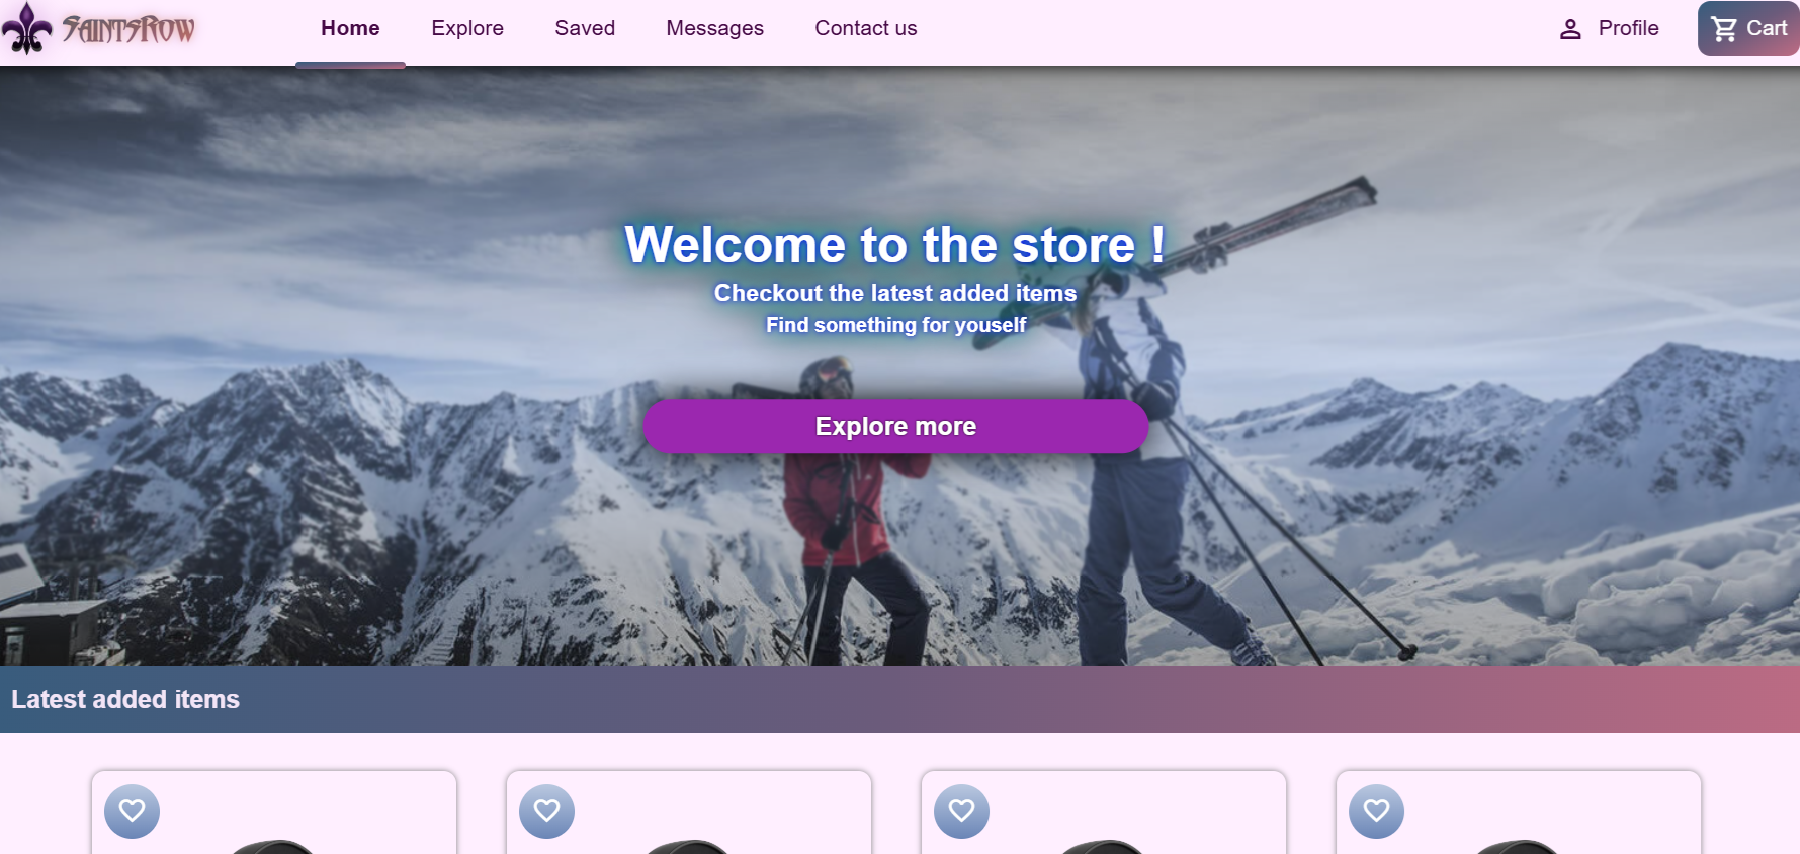 SaintsRow
Home Explore Saved Messages Contact us Profile Cart
Welcome to the store !
Checkout the latest added items
Find something for youself
Explore more
Latest added items